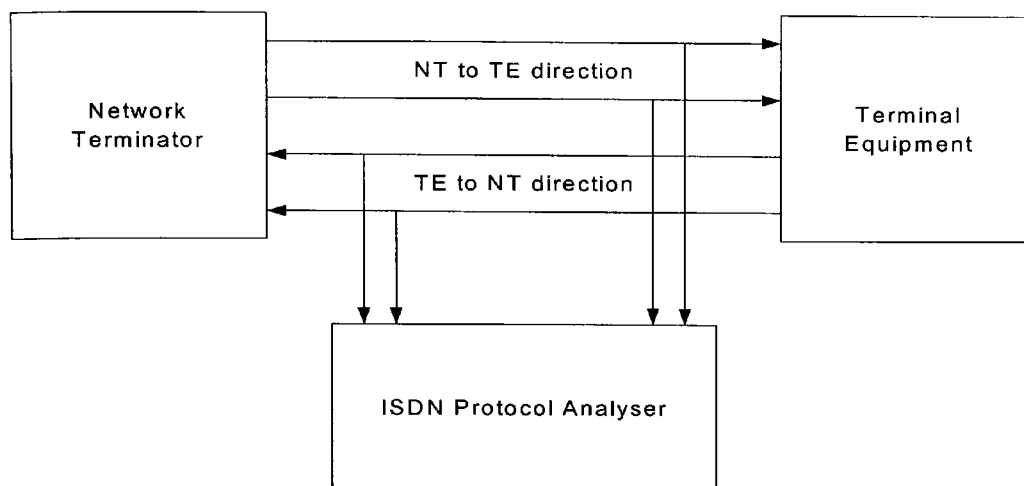 NT to TE direction
Network
Terminator
Terminal
Equipment
TE to NT direction
ISDN Protocol Analyser